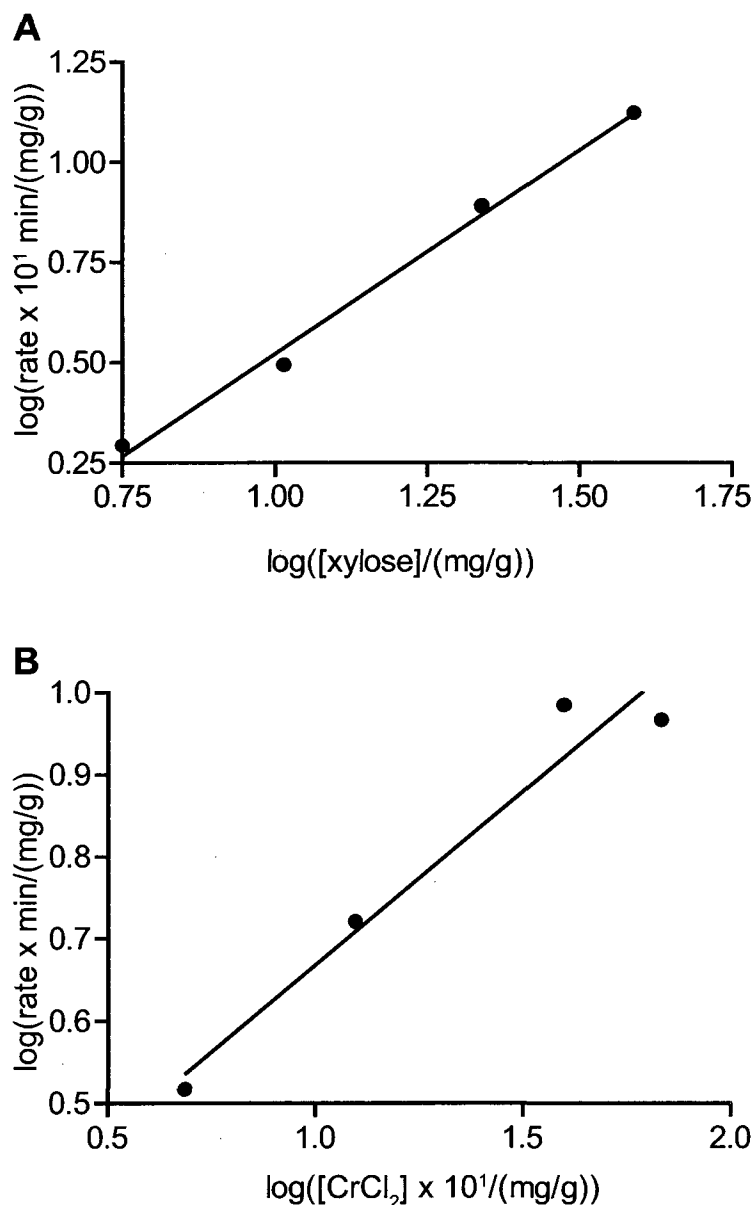 A
log(rate x 10¹ min/(mg/g))
1.25
1.00
0.75
0.50
0.25
0.75 1.00 1.25 1.50 1.75
log([xylose]/(mg/g))
B
log(rate x min/(mg/g))
1.0
0.9
0.8
0.7
0.6
0.5
0.5 1.0 1.5 2.0
log([CrCl₂] x 10¹/(mg/g))